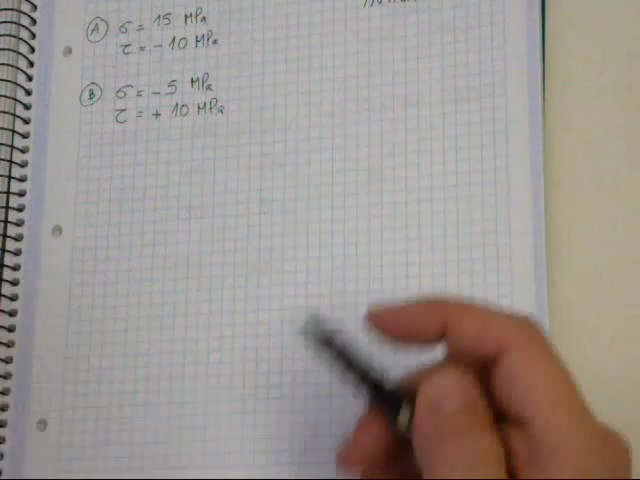 A σ = 15 MPa
τ = -10 MPa
B σ = -5 MPa
τ = + 10 MPa